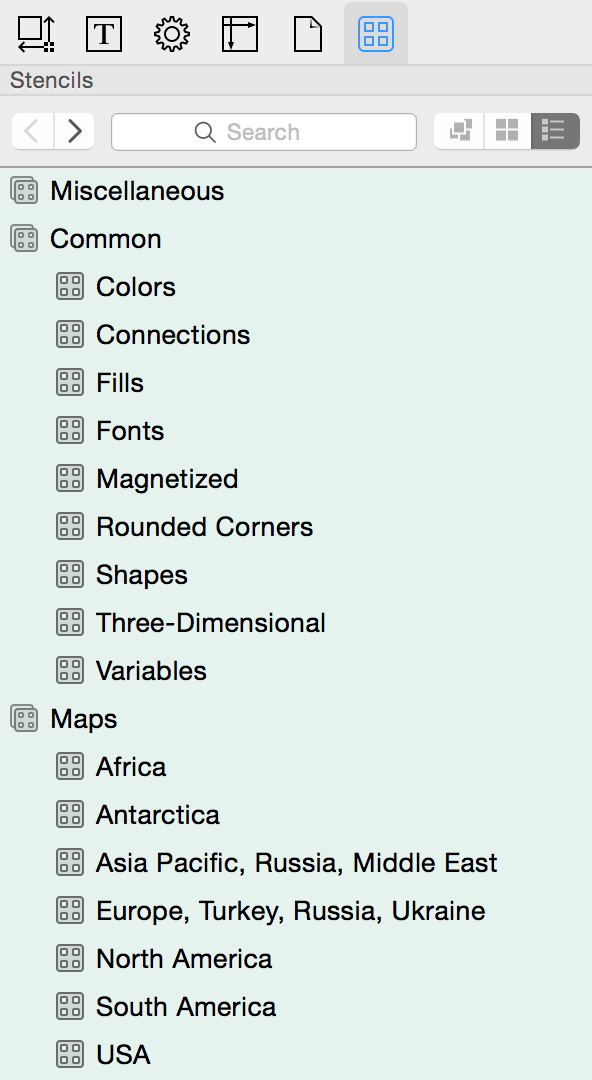 T
Stencils
Search
Miscellaneous
Common
Colors
Connections
Fills
Fonts
Magnetized
Rounded Corners
Shapes
Three-Dimensional
Variables
Maps
Africa
Antarctica
Asia Pacific, Russia, Middle East
Europe, Turkey, Russia, Ukraine
North America
South America
USA